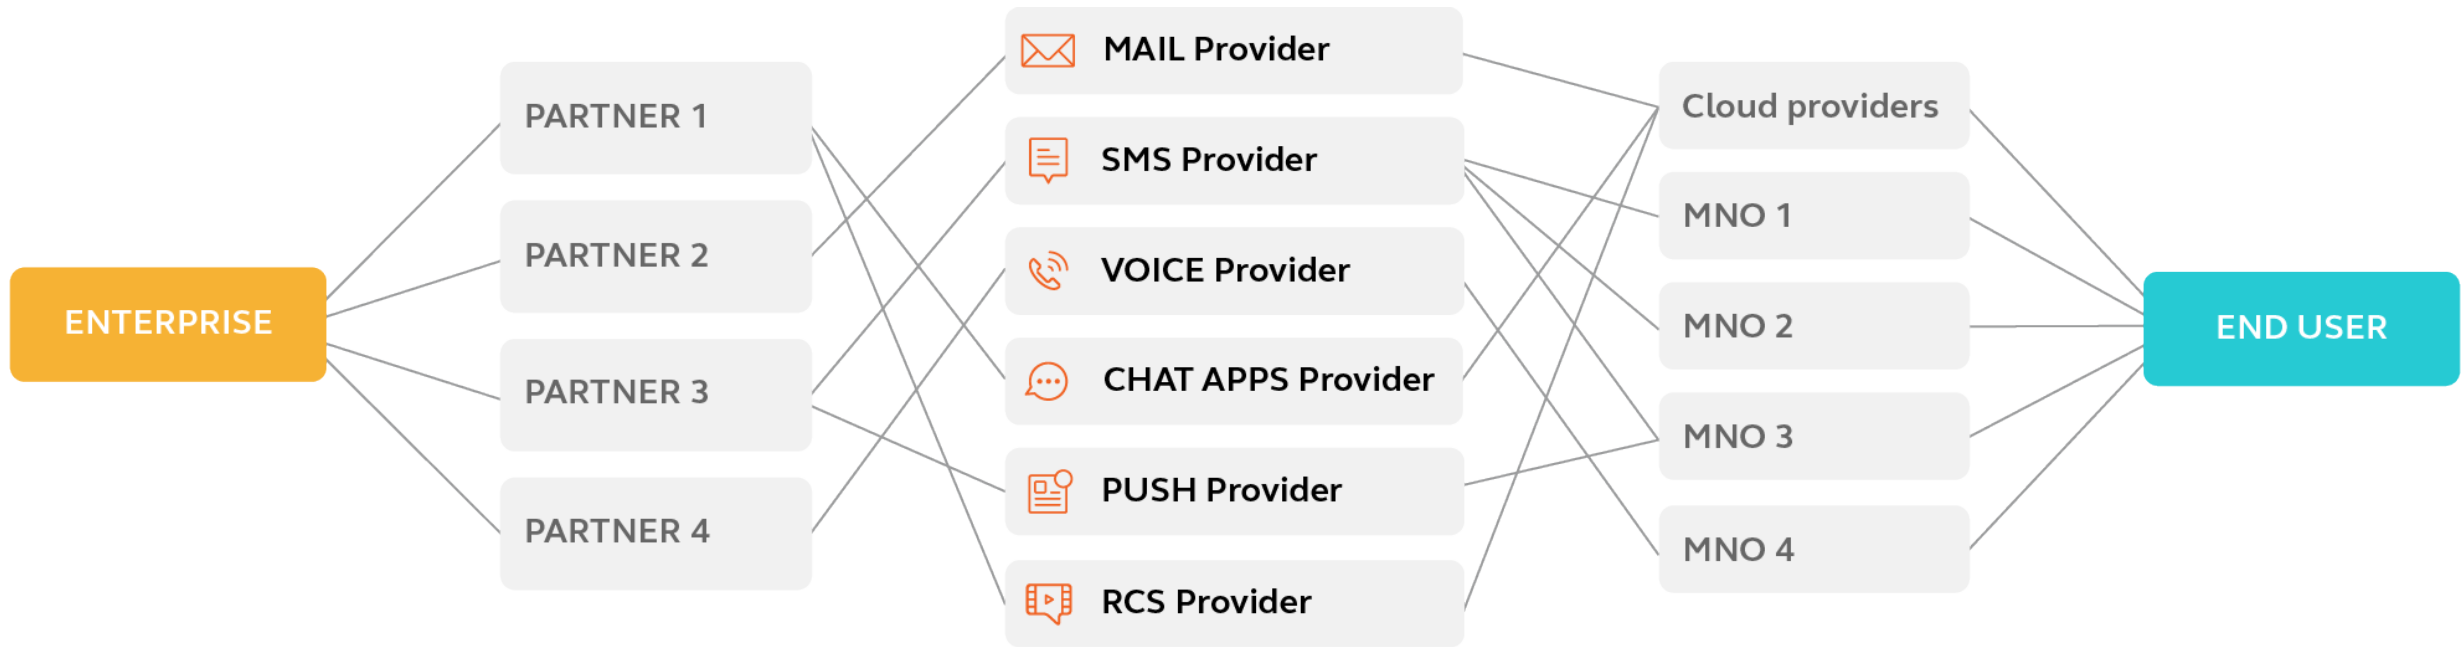 ENTERPRISE
PARTNER 1
PARTNER 2
PARTNER 3
PARTNER 4
MAIL Provider
SMS Provider
VOICE Provider
CHAT APPS Provider
PUSH Provider
RCS Provider
Cloud providers
MNO 1
MNO 2
MNO 3
MNO 4
END USER